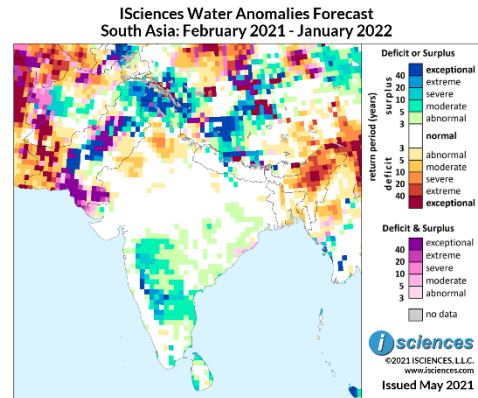 ISciences Water Anomalies Forecast
South Asia: February 2021 - January 2022
Deficit or Surplus
return period (years)
surplus
exceptional
40
extreme
20
severe
10
moderate
5
abnormal
3
normal
deficit
3
abnormal
5
moderate
10
severe
20
extreme
40
exceptional
Deficit & Surplus
exceptional
40
extreme
20
severe
10
moderate
5
abnormal
3
no data
isciences
©2021 ISCIENCES, L.L.C.
www.isciences.com
Issued May 2021